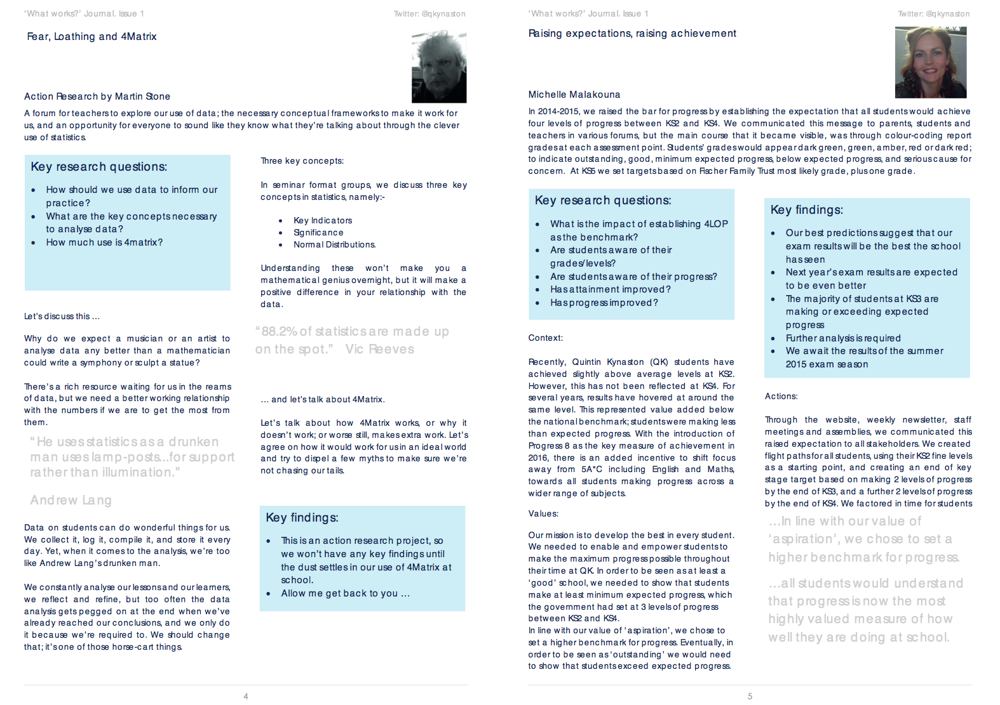 ‘What works?’ Journal. Issue 1
Twitter: @qkynaston
Fear, Loathing and 4Matrix
Action Research by Martin Stone
A forum for teachers to explore our use of data; the necessary conceptual frameworks to make it work for
us, and an opportunity for everyone to sound like they know what they’re talking about through the clever
use of statistics.
Key research questions:
• How should we use data to inform our
practice?
• What are the key concepts necessary
to analyse data?
• How much use is 4matrix?
Let’s discuss this …
Why do we expect a musician or an artist to
analyse data any better than a mathematician
could write a symphony or sculpt a statue?
There’s a rich resource waiting for us in the reams
of data, but we need a better working relationship
with the numbers if we are to get the most from
them.
“He uses statistics as a drunken
man uses lamp-posts...for support
rather than illumination.”
Andrew Lang
Data on students can do wonderful things for us.
We collect it, log it, compile it, and store it every
day. Yet, when it comes to the analysis, we’re too
like Andrew Lang’s drunken man.
We constantly analyse our lessons and our learners,
we reflect and refine, but too often the data
analysis gets pegged on at the end when we’ve
already reached our conclusions, and we only do
it because we’re required to. We should change
that; it’s one of those horse-cart things.
Three key concepts:
In seminar format groups, we discuss three key
concepts in statistics, namely:-
• Key Indicators
• Significance
• Normal Distributions.
Understanding these won’t make you a
mathematical genius overnight, but it will make a
positive difference in your relationship with the
data.
“88.2% of statistics are made up
on the spot.” Vic Reeves
… and let’s talk about 4Matrix.
Let’s talk about how 4Matrix works, or why it
doesn’t work; or worse still, makes extra work. Let’s
agree on how it would work for us in an ideal world
and try to dispel a few myths to make sure we’re
not chasing our tails.
Key findings:
• This is an action research project, so
we won’t have any key findings until
the dust settles in our use of 4Matrix at
school.
• Allow me get back to you …
4
‘What works?’ Journal. Issue 1
Twitter: @qkynaston
Raising expectations, raising achievement
Michelle Malakouna
In 2014-2015, we raised the bar for progress by establishing the expectation that all students would achieve
four levels of progress between KS2 and KS4. We communicated this message to parents, students and
teachers in various forums, but the main course that it became visible, was through colour-coding report
grades at each assessment point. Students’ grades would appear dark green, green, amber, red or dark red;
to indicate outstanding, good, minimum expected progress, below expected progress, and serious cause for
concern. At KS5 we set targets based on Fischer Family Trust most likely grade, plus one grade.
Key research questions:
• What is the impact of establishing 4LOP
as the benchmark?
• Are students aware of their
grades/levels?
• Are students aware of their progress?
• Has attainment improved?
• Has progress improved?
Context:
Recently, Quintin Kynaston (QK) students have
achieved slightly above average levels at KS2.
However, this has not been reflected at KS4. For
several years, results have hovered at around the
same level. This represented value added below
the national benchmark; students were making less
than expected progress. With the introduction of
Progress 8 as the key measure of achievement in
2016, there is an added incentive to shift focus
away from 5A*C including English and Maths,
towards all students making progress across a
wider range of subjects.
Values:
Our mission is to develop the best in every student.
We needed to enable and empower students to
make the maximum progress possible throughout
their time at QK. In order to be seen as at least a
‘good’ school, we needed to show that students
make at least minimum expected progress, which
the government had set at 3 levels of progress
between KS2 and KS4.
In line with our value of ‘aspiration’, we chose to
set a higher benchmark for progress. Eventually, in
order to be seen as ‘outstanding’ we would need
to show that students exceed expected progress.
Key findings:
• Our best predictions suggest that our
exam results will be the best the school
has seen
• Next year’s exam results are expected
to be even better
• The majority of students at KS3 are
making or exceeding expected
progress
• Further analysis is required
• We await the results of the summer
2015 exam season
Actions:
Through the website, weekly newsletter, staff
meetings and assemblies, we communicated this
raised expectation to all stakeholders. We created
flight paths for all students, using their KS2 fine levels
as a starting point, and creating an end of key
stage target based on making 2 levels of progress
by the end of KS3, and a further 2 levels of progress
by the end of KS4. We factored in time for students
…In line with our value of
‘aspiration’, we chose to set a
higher benchmark for progress.
…all students would understand
that progress is now the most
highly valued measure of how
well they are doing at school.
5